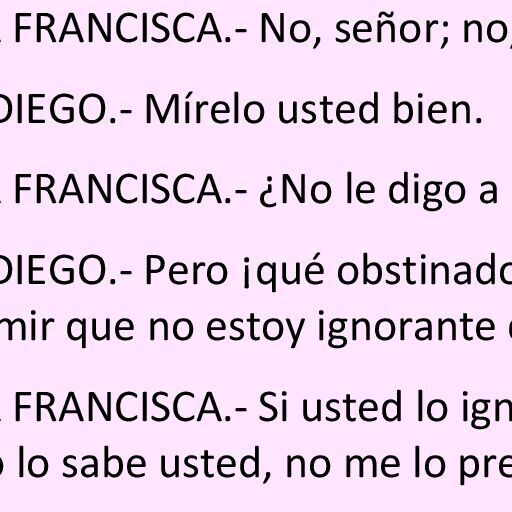 FRANCISCA.- No, señor; no,
DIEGO.- Mírelo usted bien.
FRANCISCA.- ¿No le digo a
DIEGO.- Pero ¡qué obstinado
mir que no estoy ignorante
FRANCISCA.- Si usted lo ign
lo sabe usted, no me lo pre